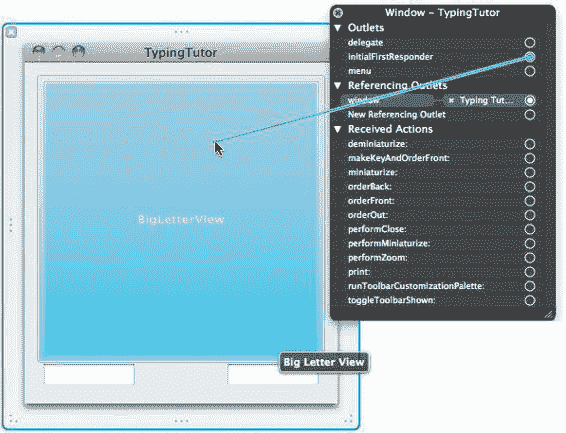 Window – TypingTutor
Outlets
delegate
initialFirstResponder
menu
Referencing Outlets
window Typing Tut...
New Referencing Outlet
Received Actions
deminiaturize:
makeKeyAndOrderFront:
miniaturize:
orderBack:
orderFront:
orderOut:
performClose:
performMiniaturize:
performZoom:
print:
runToolbarCustomizationPalette:
toggleToolbarShown:
TypingTutor
BigLetterView
Big Letter View